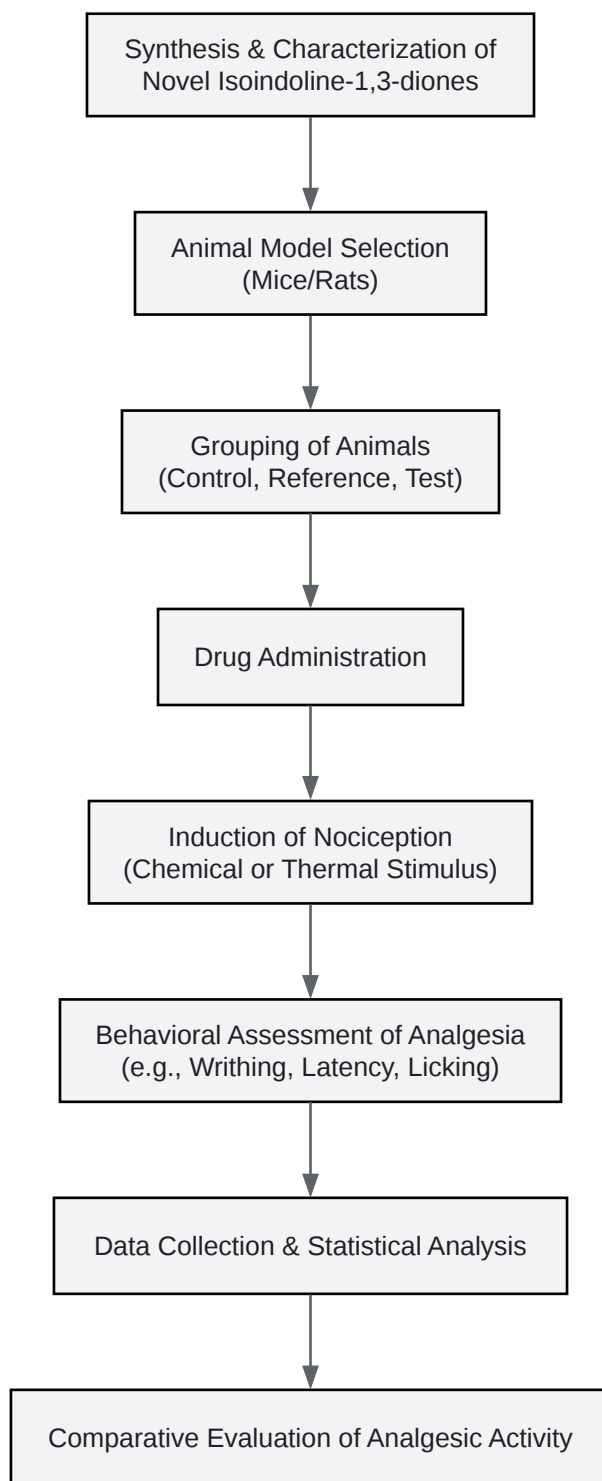 Synthesis & Characterization of
Novel Isoindoline-1,3-diones
Animal Model Selection
(Mice/Rats)
Grouping of Animals
(Control, Reference, Test)
Drug Administration
Induction of Nociception
(Chemical or Thermal Stimulus)
Behavioral Assessment of Analgesia
(e.g., Writhing, Latency, Licking)
Data Collection & Statistical Analysis
Comparative Evaluation of Analgesic Activity